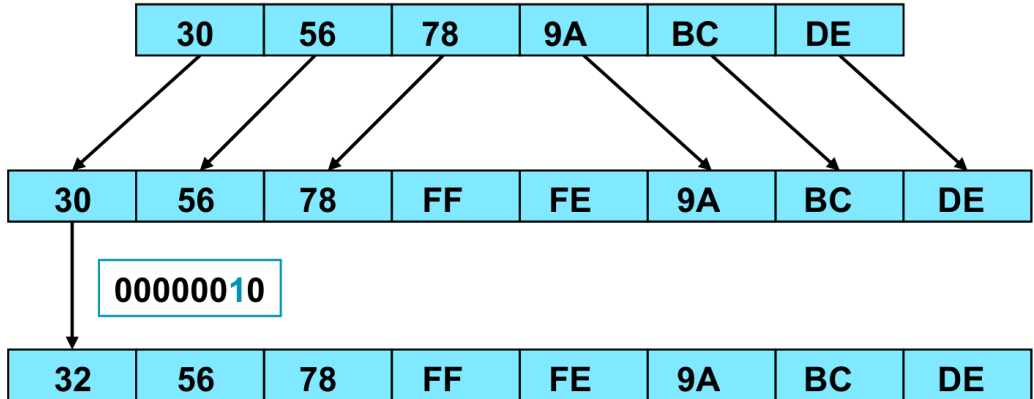 30 56 78 9A BC DE
30 56 78 FF FE 9A BC DE
00000010
32 56 78 FF FE 9A BC DE